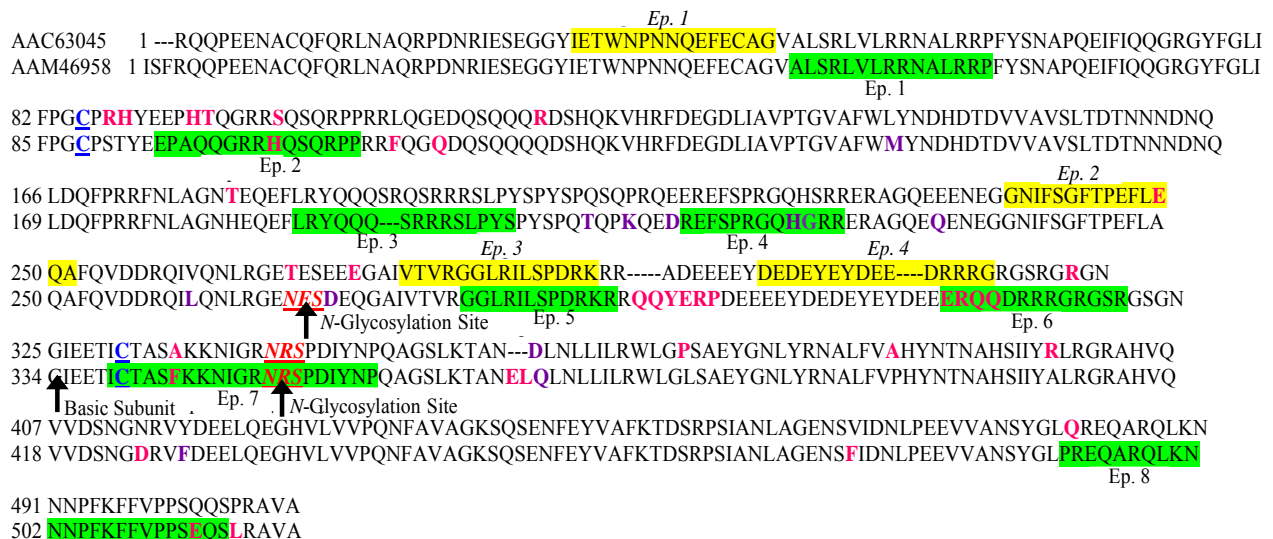 Ep. 1
AAC63045 1 ---RQQPEENACQFQRLNAQRPDNRIESEGGYIETWNPNNQEFECAGVALSRLVLRRNALRRPFYSNAPQEIFIQQGRGYFGLI
AAM46958 1 ISFRQQPEENACQFQRLNAQRPDNRIESEGGYIETWNPNNQEFECAGVALSRLVLRRNALRRPFYSNAPQEIFIQQGRGYFGLI
Ep. 1
82 FPGCPRHYEEPHTQGRRSQSQRPPRRLQGEDQSQQQRDSHQKVHRFDEGDLIAVPTGVAFWLYNDHDTDVVAVSLTDTNNNDNQ
85 FPGCPSTYEEPAQQGRRHQSQRPPRRFQGQDQSQQQQDSHQKVHRFDEGDLIAVPTGVAFWMYNDHDTDVVAVSLTDTNNNDNQ
Ep. 2
Ep. 2
166 LDQFPRRFNLAGNTEQEFLRYQQQSRQSRRRSLPYSPYSPQSQPRQEEREFSPRGQHSRRERAGQEEENEGGNIFSGFTPEFLE
169 LDQFPRRFNLAGNHEQEFLRYQQQ---SRRRSLPYSPYSPQTQPKQEDREFSPRGQHGRRERAGQEQENEGGNIFSGFTPEFLA
Ep. 3 Ep. 4
Ep. 3 Ep. 4
250 QAFQVDDRQIVQNLRGETESEEEGAIVTVRGGLRILSPDRKRR-----ADEEEEYDEDEYEYDEE----DRRRGRGSRGRGN
250 QAFQVDDRQILQNLRGENESDEQGAIVTVRGGLRILSPDRKRRQQYERPDEEEEYDEDEYEYDEEERQQDRRRGRGSRGSGN
N-Glycosylation Site Ep. 5 Ep. 6
325 GIEETICTASAKKNIGRNRSPDIYNPQAGSLKTAN---DLNLLILRWLGPSAEYGNLYRNALFVAHYNTNAHSIIYRLRGRAHVQ
334 GIEETICTASFKKNIGRNRSPDIYNPQAGSLKTANELQLNLLILRWLGLSAEYGNLYRNALFVPHYNTNAHSIIYALRGRAHVQ
Basic Subunit Ep. 7 N-Glycosylation Site
407 VVDSNGNRVYDEELQEGHVLVVPQNFAVAGKSQSENFEYVAFKTDSRPSIANLAGENSVIDNLPEEVVANSYGLQREQARQLKN
418 VVDSNGDRVFDEELQEGHVLVVPQNFAVAGKSQSENFEYVAFKTDSRPSIANLAGENSFIDNLPEEVVANSYGLPREQARQLKN
Ep. 8
491 NNPFKFFVPPSQQSPRAVA
502 NNPFKFFVPPSEQSLRAVA